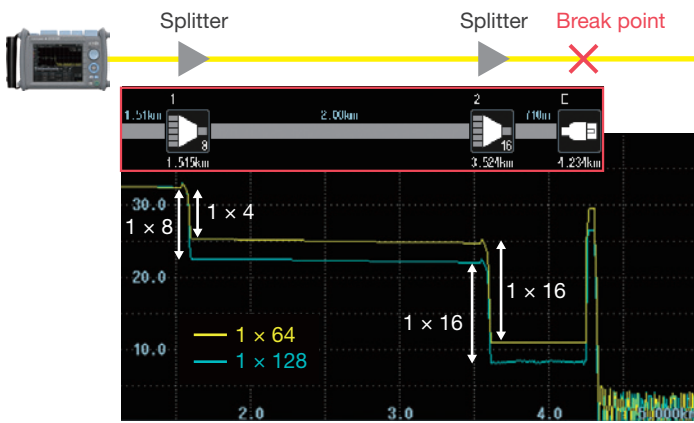 Splitter
Splitter
Break point
1
2
E
1.51km
2.00km
710m
8
16
1.515km
3.524km
4.234km
30.0
1 × 8
1 × 4
20.0
1 × 16
1 × 16
1 × 64
10.0
1 × 128
2.0
3.0
4.0